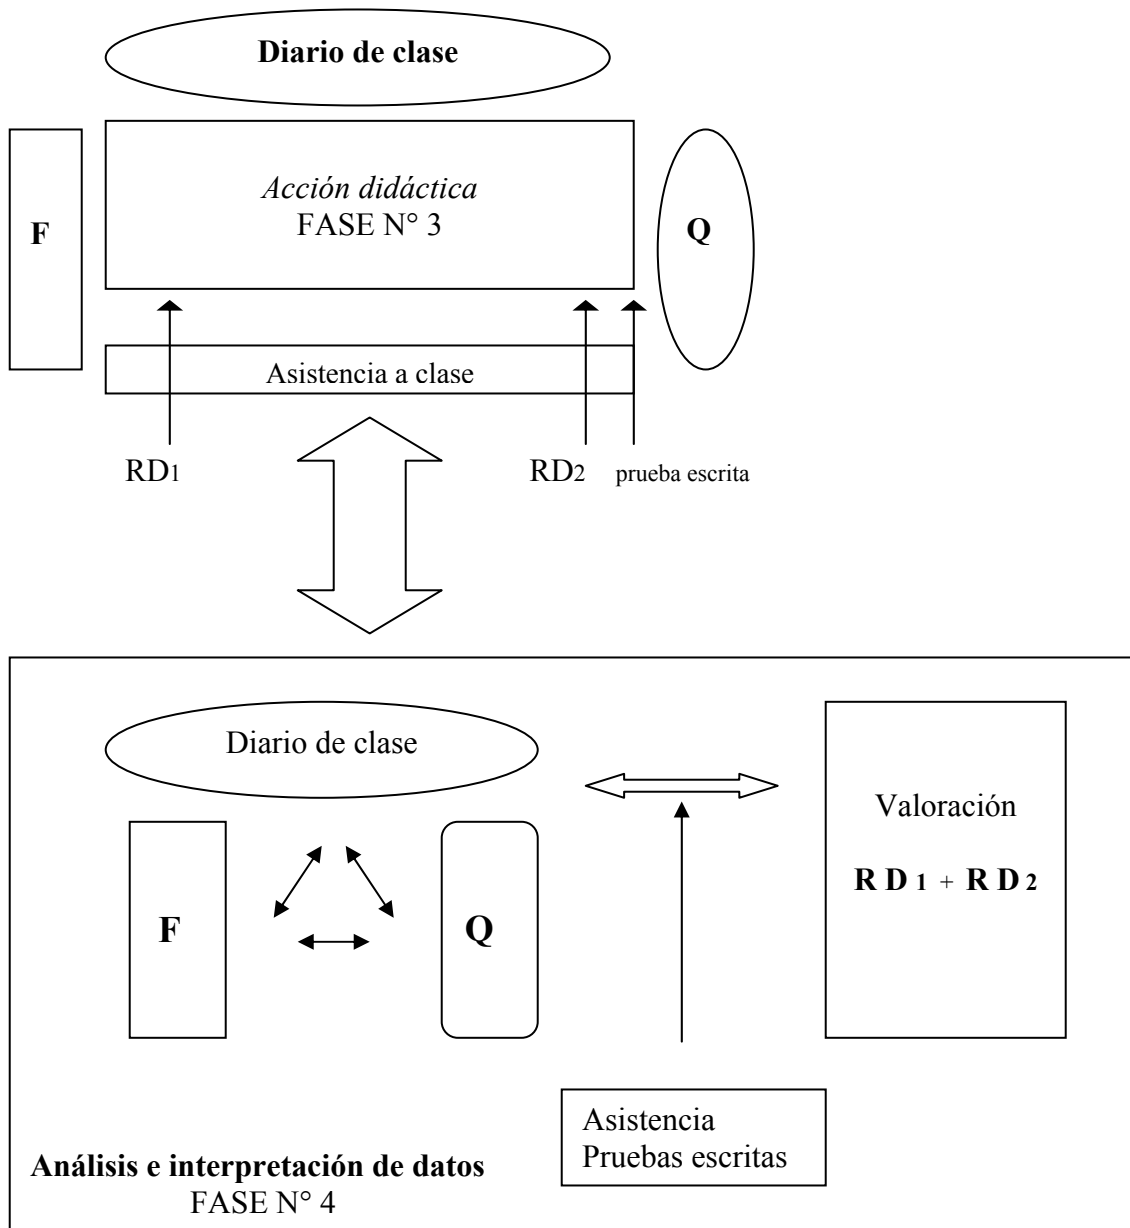 Diario de clase
Acción didáctica
FASE N° 3
F
Q
Asistencia a clase
RD1
RD2
prueba escrita
Diario de clase
Valoración
R D 1 + R D 2
F
Q
Asistencia
Pruebas escritas
Análisis e interpretación de datos
FASE N° 4